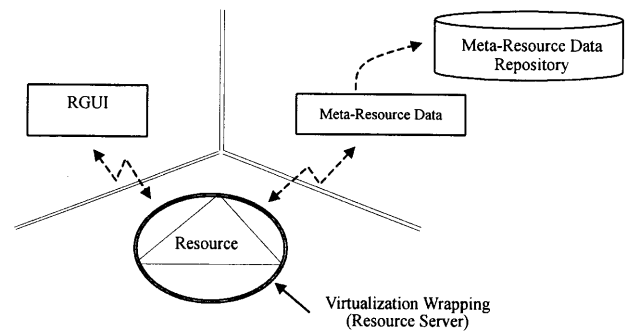 Meta-Resource Data
Repository
RGUI
Meta-Resource Data
Resource
Virtualization Wrapping
(Resource Server)